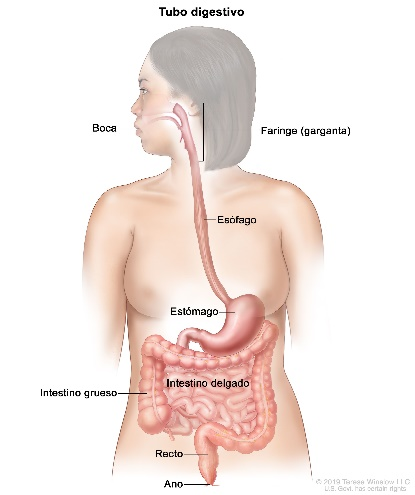 Tubo digestivo
Boca
Faringe (garganta)
Esófago
Estómago
Intestino delgado
Intestino grueso
Recto
Ano
© 2019 Terese Winslow LLC
U.S. Govt. has certain rights